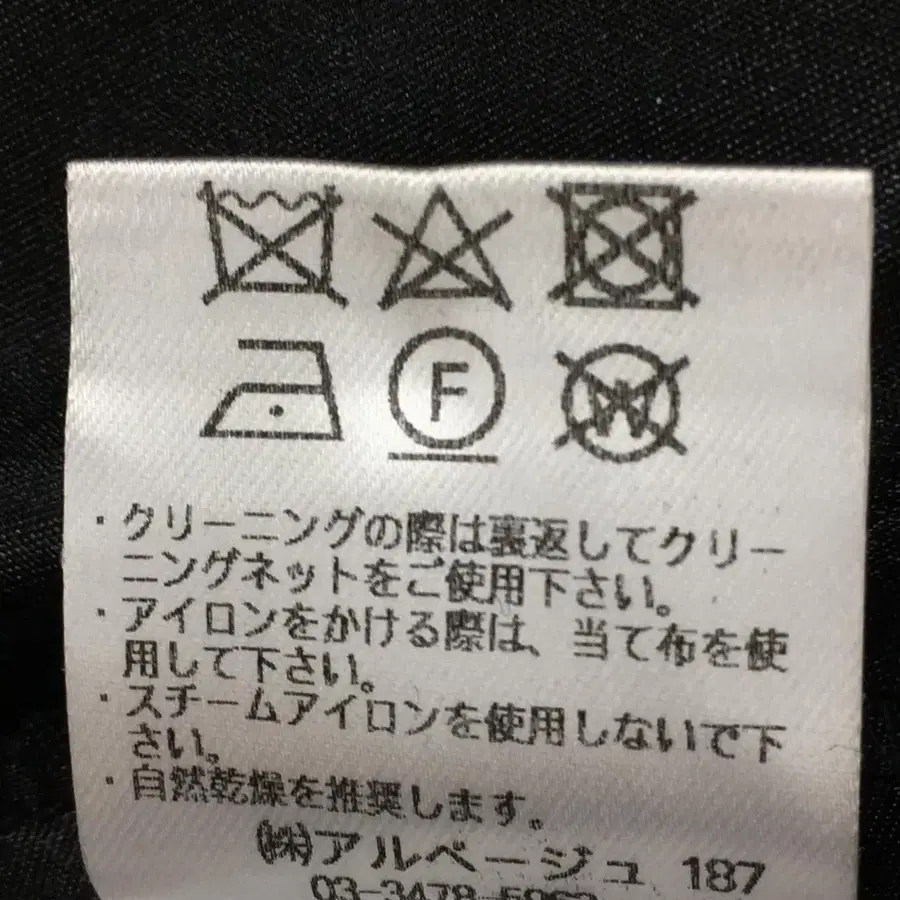 F
W
・クリーニングの際は裏返してクリー
ニングネットをご使用下さい。
・アイロンをかける際は、当て布を使
用して下さい。
・スチームアイロンを使用しないで下
さい。
・自然乾燥を推奨します。
㈱アルページュ 187
03-3478-